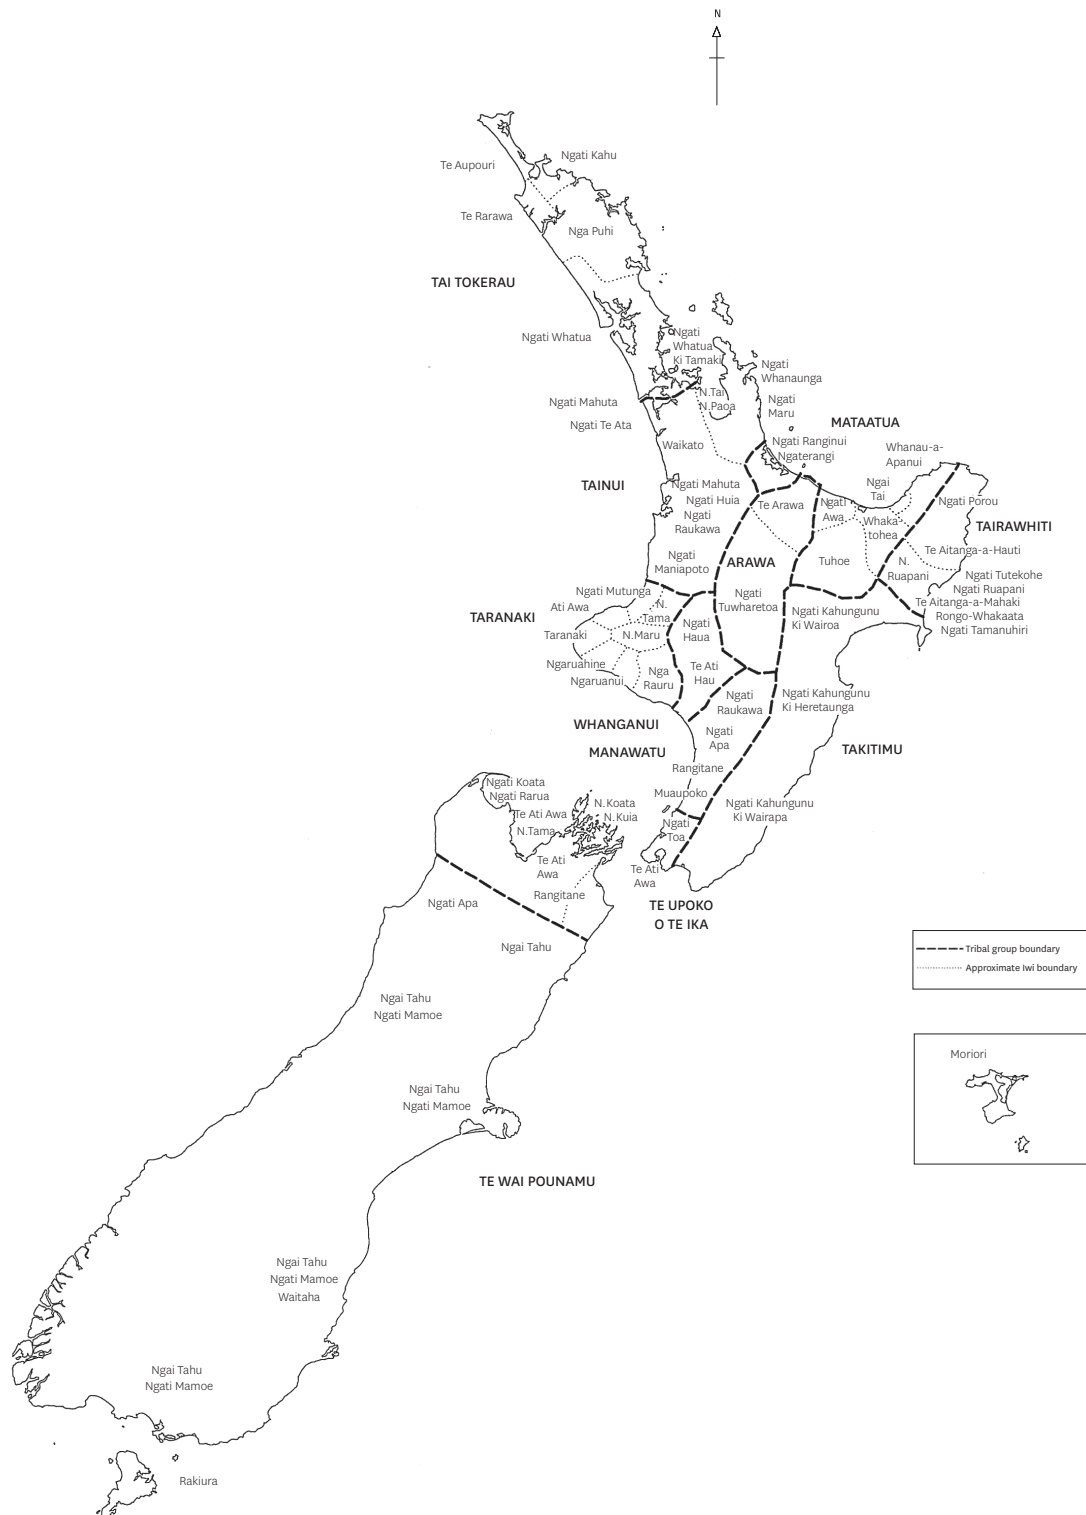 N
Te Aupouri
Ngati Kahu
Te Rarawa
Nga Puhi
TAI TOKERAU
Ngati Whatua
Ngati
Whatua
Ki Tamaki
Ngati
Whanaunga
N.Tai
N.Paoa
Ngati
Maru
Ngati Mahuta
Ngati Te Ata
Waikato
MATAATUA
Ngati Ranginui
Ngaterangi
Whanau-a-
Apanui
TAINUI
Ngati Mahuta
Ngati Huia
Ngati
Raukawa
Te Arawa
Ngati
Awa
Ngai
Tai
Whaka-
tohea
Ngati Porou
TAIRAWHITI
Te Aitanga-a-Hauti
Ngati
Maniapoto
ARAWA
Tuhoe
N.
Ruapani
Ngati Tutekohe
Ngati Ruapani
Te Aitanga-a-Mahaki
Rongo-Whakaata
Ngati Tamanuhiri
Ngati Mutunga
Ati Awa
N.
Tama
TARANAKI
Taranaki
N.Maru
Ngati
Haua
Ngati
Tuwharetoa
Ngati Kahungunu
Ki Wairoa
Ngaruahine
Ngaruanui
Nga
Rauru
Te Ati
Hau
Ngati
Raukawa
Ngati Kahungunu
Ki Heretaunga
WHANGANUI
MANAWATU
Ngati
Apa
TAKITIMU
Rangitane
Muaupoko
Ngati Kahungunu
Ki Wairapa
Ngati
Toa
Te Ati
Awa
TE UPOKO
O TE IKA
Ngati Koata
Ngati Rarua
Te Ati Awa
N.Tama
N.Koata
N.Kuia
Te Ati
Awa
Rangitane
Ngati Apa
Ngai Tahu
Tribal group boundary
Approximate Iwi boundary
Ngai Tahu
Ngati Mamoe
Moriori
Ngai Tahu
Ngati Mamoe
TE WAI POUNAMU
Ngai Tahu
Ngati Mamoe
Waitaha
Ngai Tahu
Ngati Mamoe
Rakiura